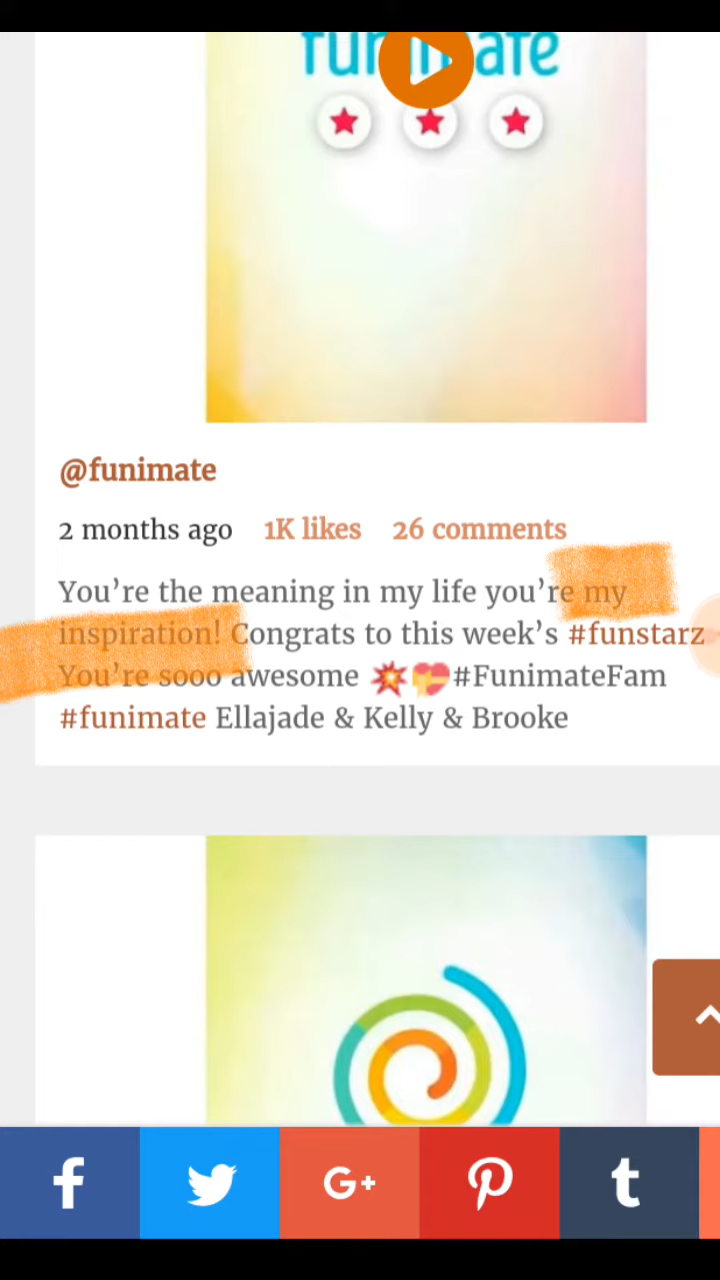 funimate
@funimate
2 months ago 1K likes 26 comments
You're the meaning in my life you're my
inspiration! Congrats to this week's #funstarz
You're sooo awesome 💥💝#FunimateFam
#funimate Ellajade & Kelly & Brooke
f G+ t